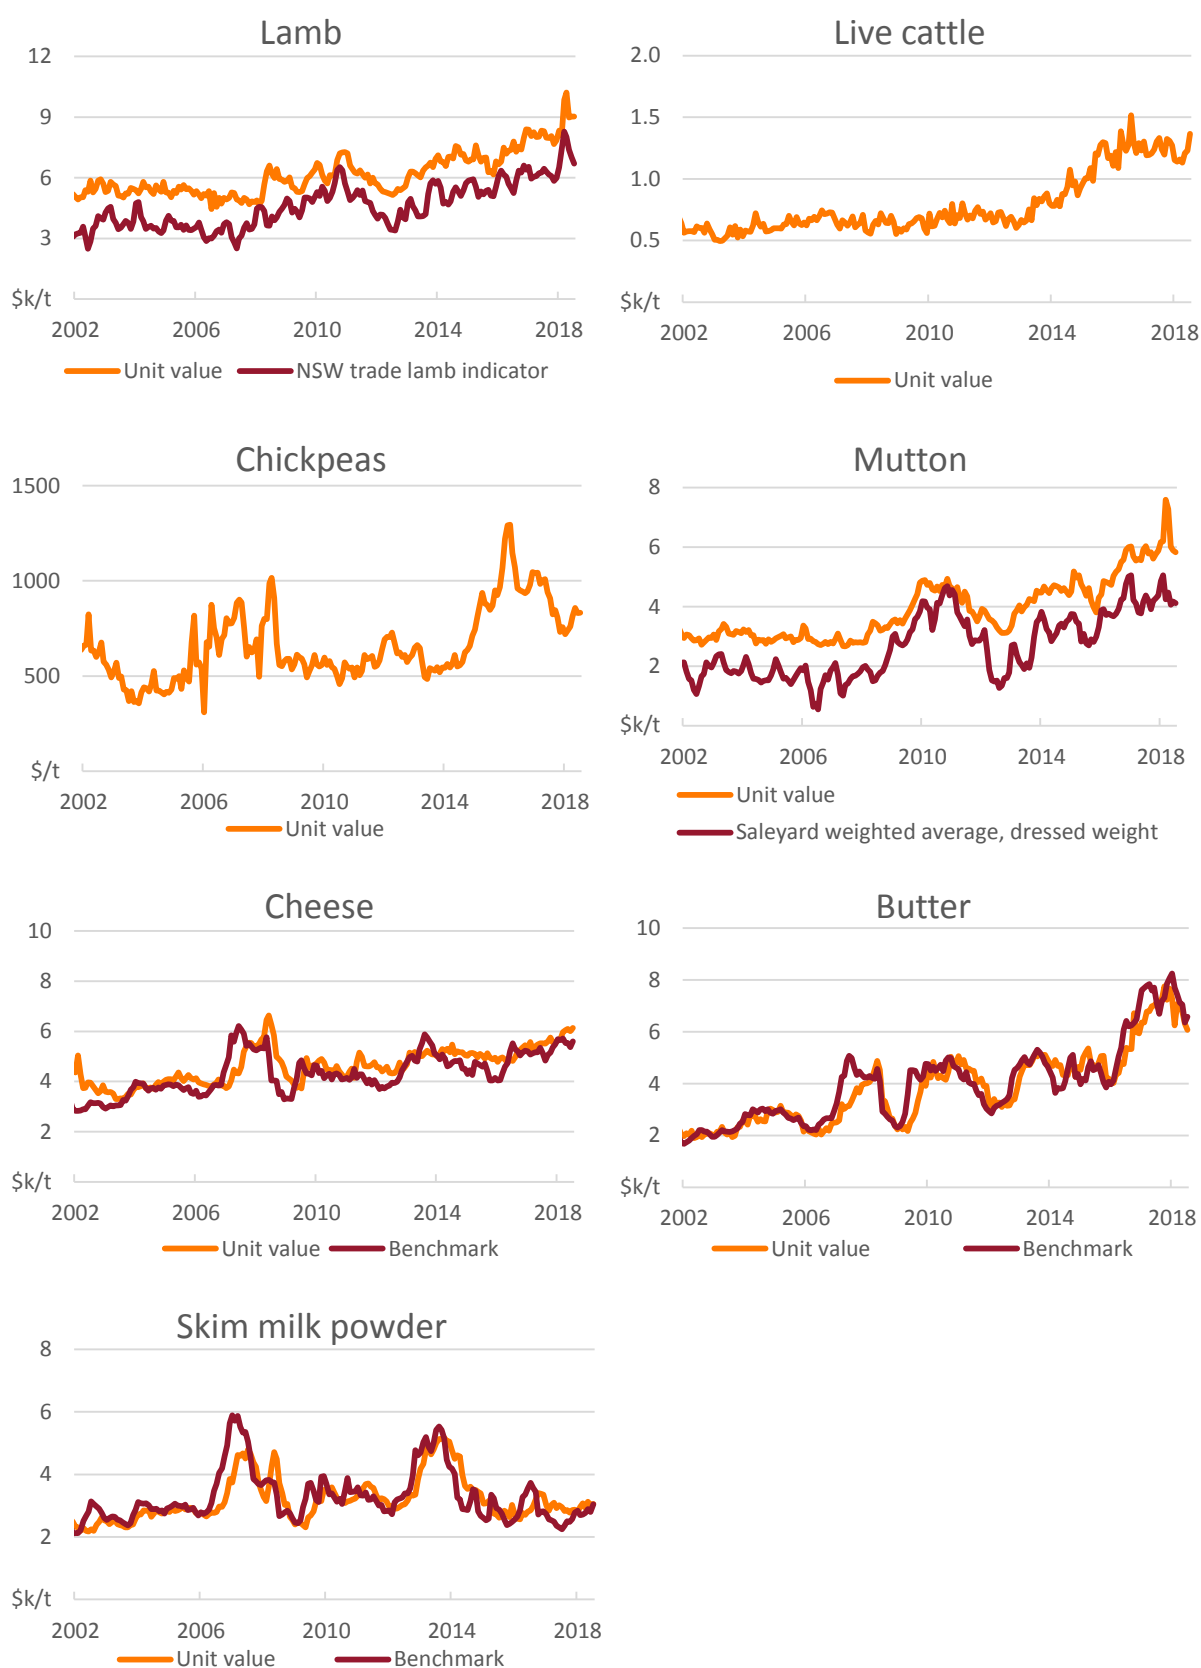 Lamb
12
9
6
3
$k/t
2002 2006 2010 2014 2018
Unit value NSW trade lamb indicator
Live cattle
2.0
1.5
1.0
0.5
$k/t
2002 2006 2010 2014 2018
Unit value
Chickpeas
1500
1000
500
$/t
2002 2006 2010 2014 2018
Unit value
Mutton
8
6
4
2
$k/t
2002 2006 2010 2014 2018
Unit value
Saleyard weighted average, dressed weight
Cheese
10
8
6
4
2
$k/t
2002 2006 2010 2014 2018
Unit value Benchmark
Butter
10
8
6
4
2
$k/t
2002 2006 2010 2014 2018
Unit value Benchmark
Skim milk powder
8
6
4
2
$k/t
2002 2006 2010 2014 2018
Unit value Benchmark